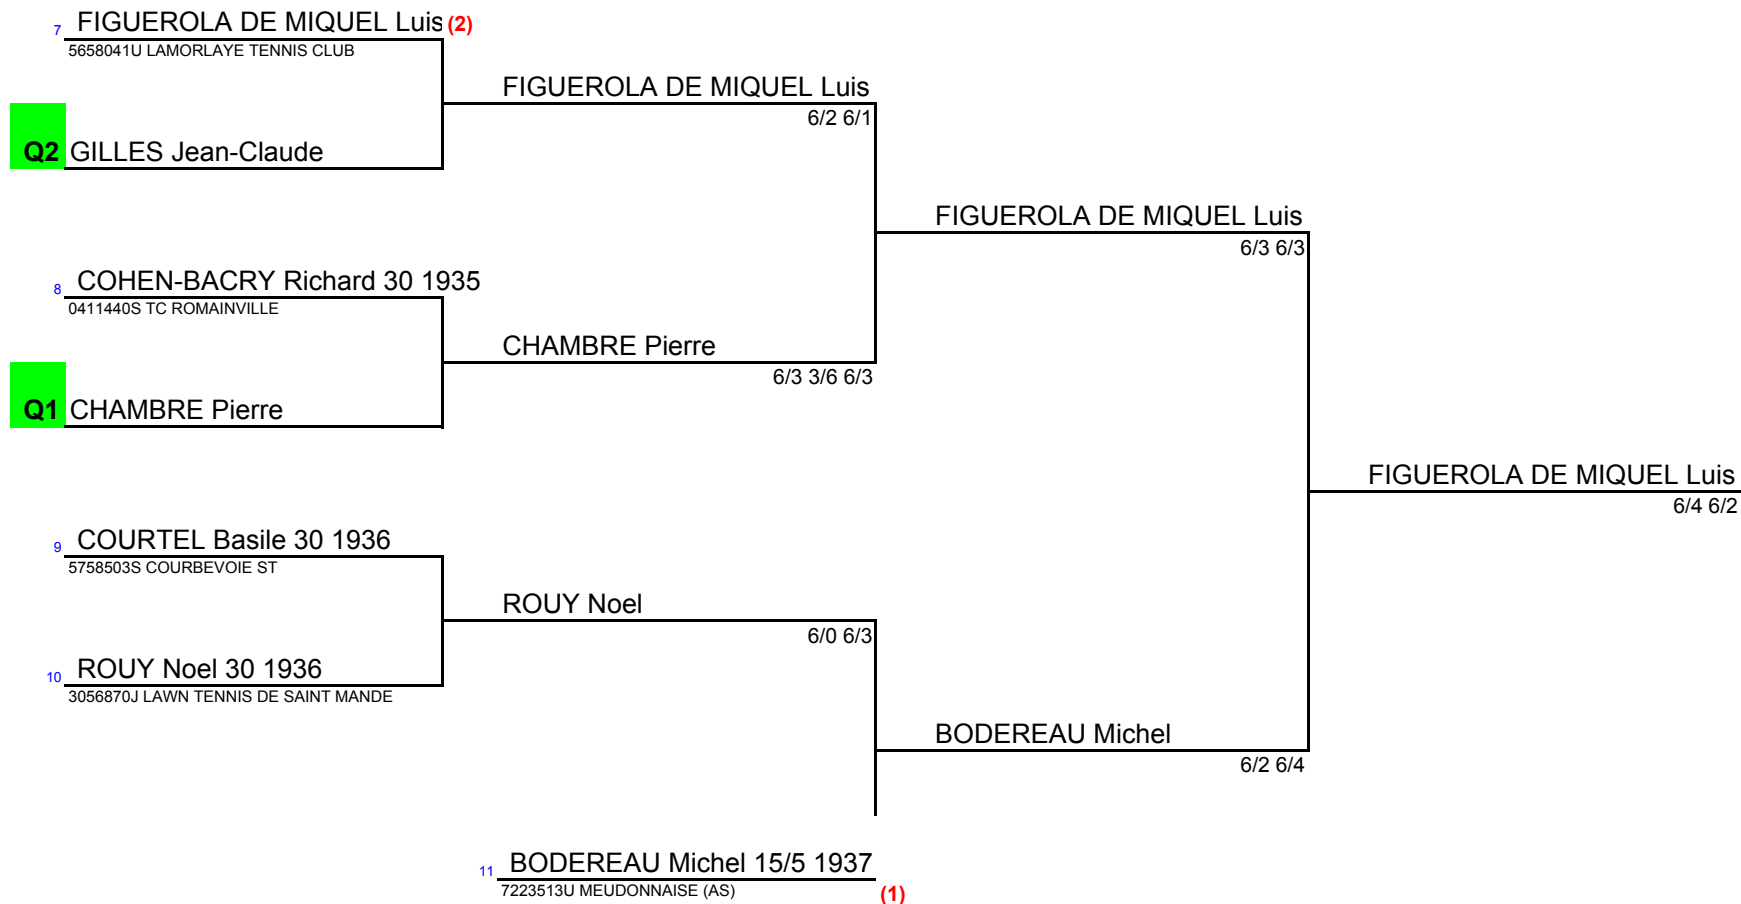 7 FIGUEROLA DE MIQUEL Luis (2)
5658041U LAMORLAYE TENNIS CLUB
FIGUEROLA DE MIQUEL Luis
6/2 6/1
Q2 GILLES Jean-Claude
FIGUEROLA DE MIQUEL Luis
6/3 6/3
8 COHEN-BACRY Richard 30 1935
0411440S TC ROMAINVILLE
CHAMBRE Pierre
6/3 3/6 6/3
Q1 CHAMBRE Pierre
FIGUEROLA DE MIQUEL Luis
6/4 6/2
9 COURTEL Basile 30 1936
5758503S COURBEVOIE ST
ROUY Noel
6/0 6/3
10 ROUY Noel 30 1936
3056870J LAWN TENNIS DE SAINT MANDE
BODEREAU Michel
6/2 6/4
11 BODEREAU Michel 15/5 1937
7223513U MEUDONNAISE (AS) (1)